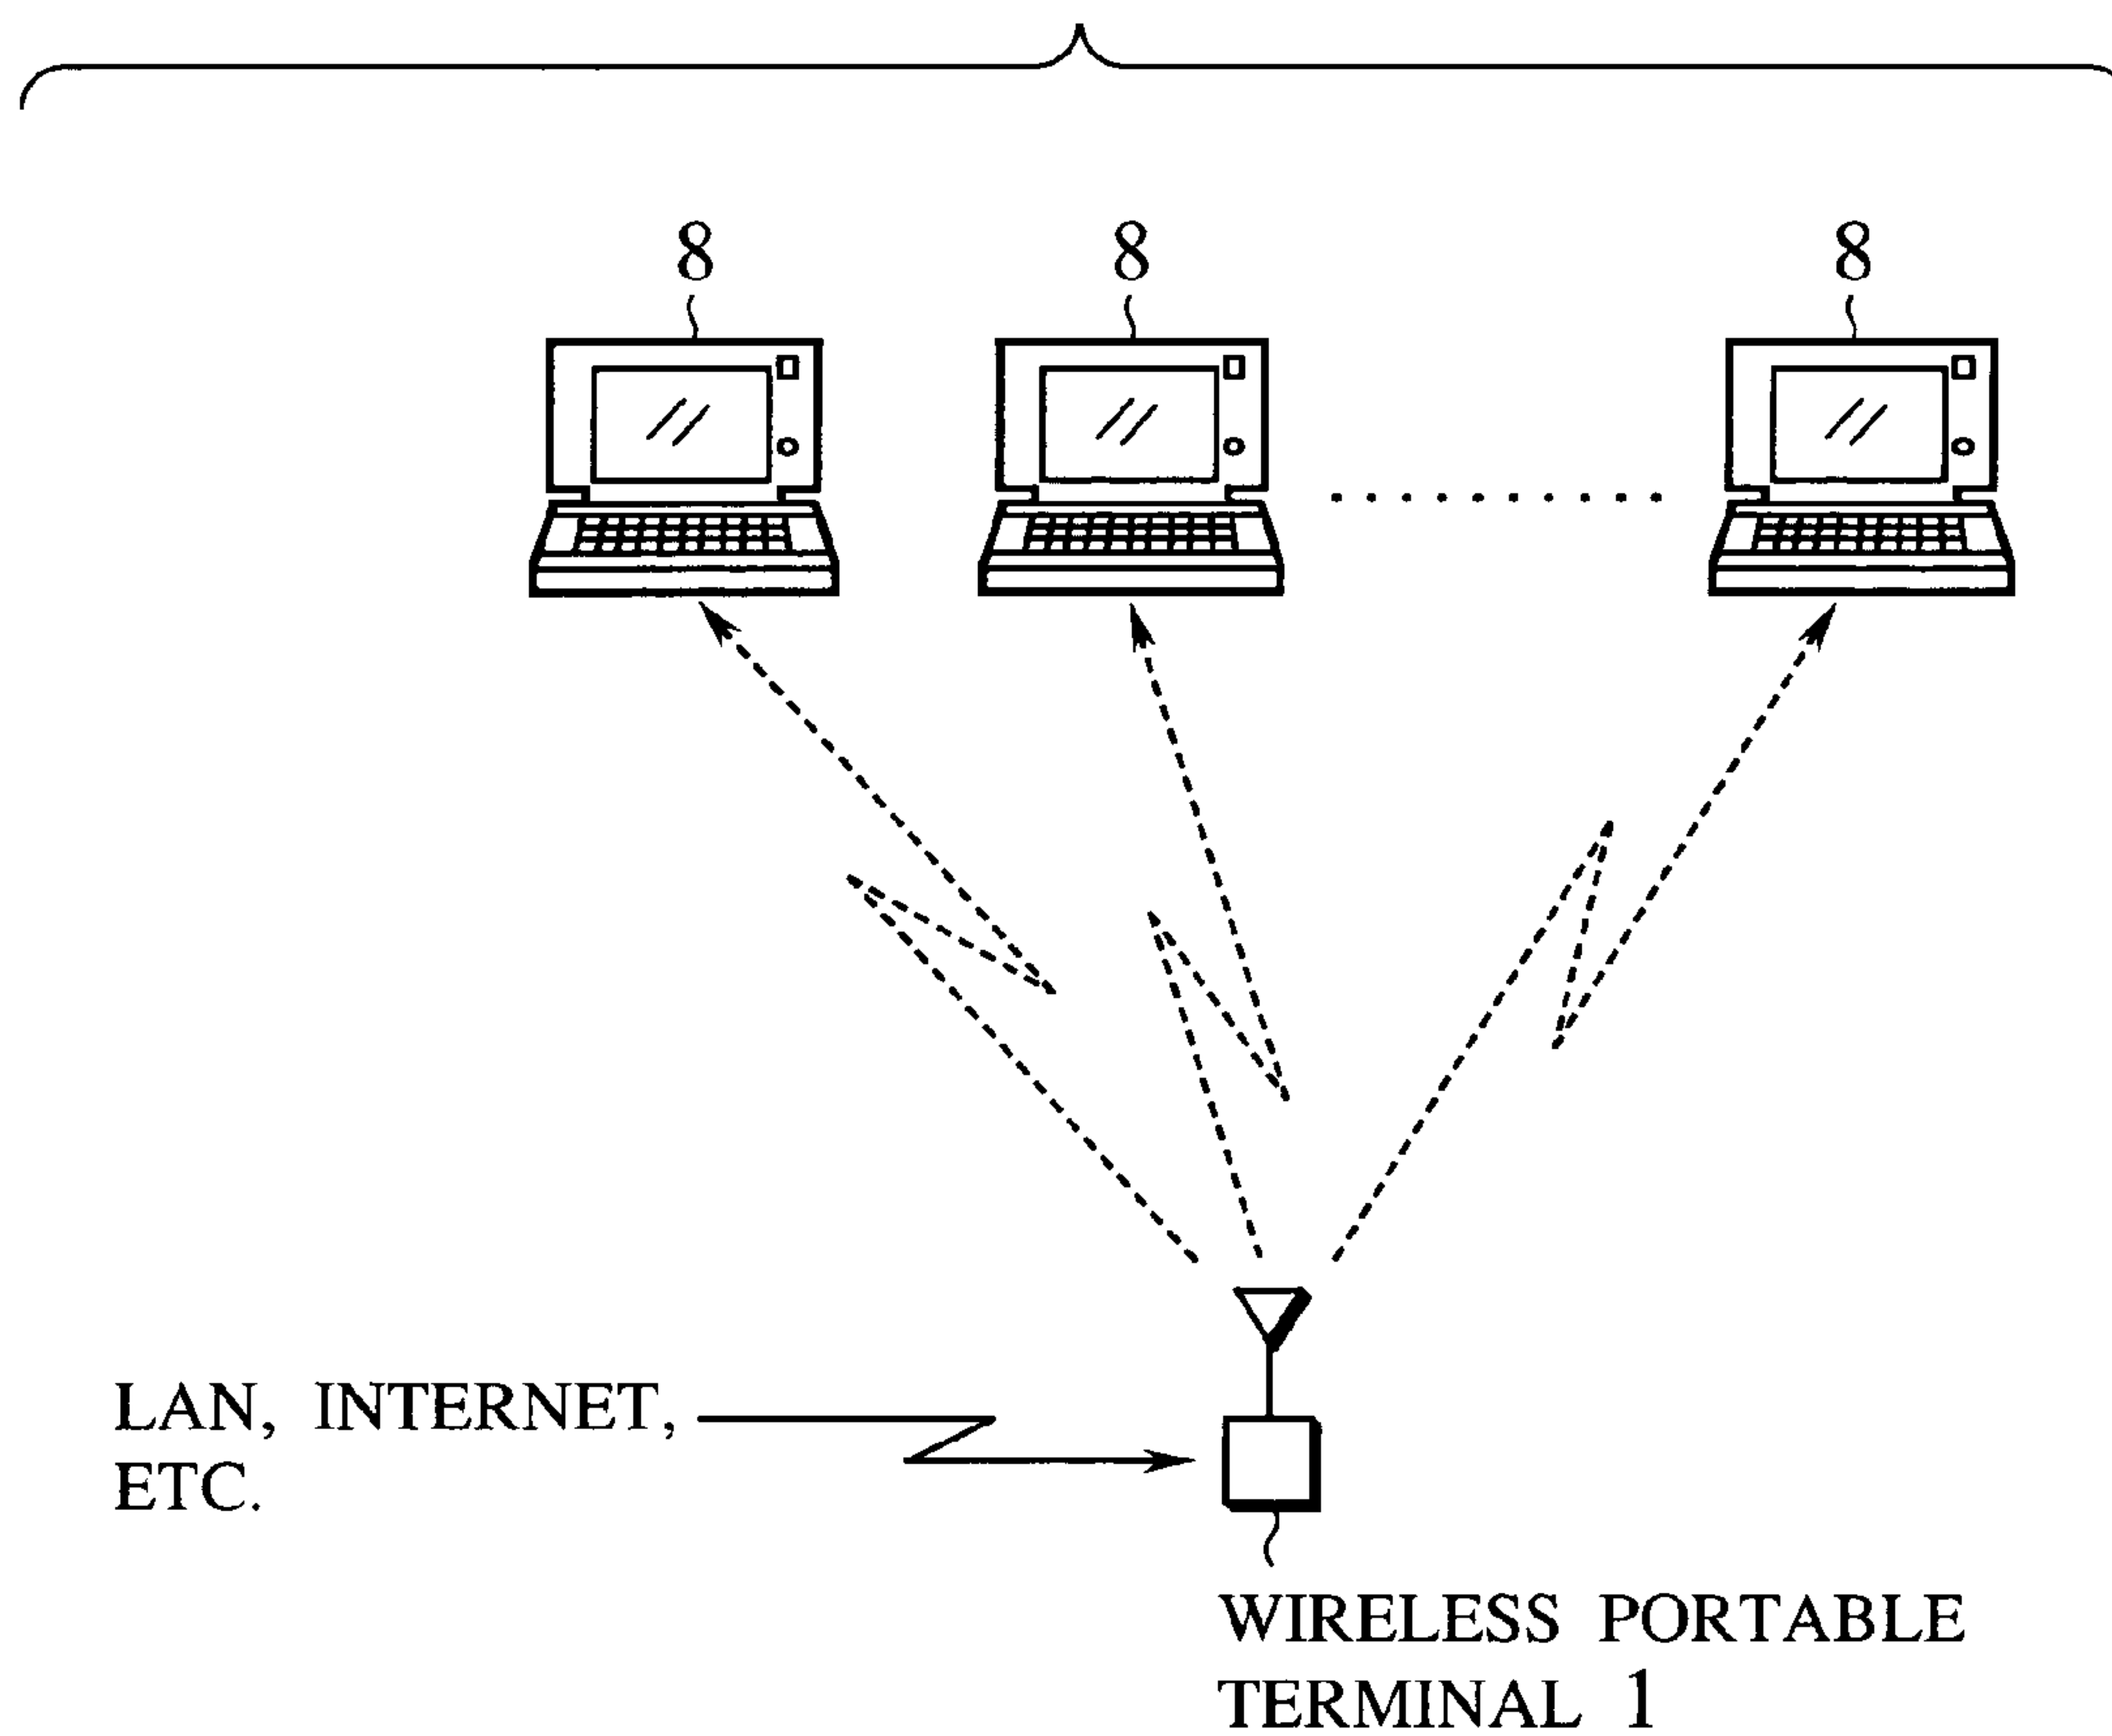 8 8 8
LAN, INTERNET,
ETC.
WIRELESS PORTABLE
TERMINAL 1